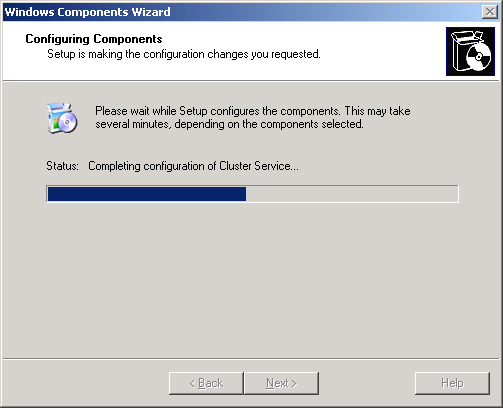 Windows Components Wizard
Configuring Components
Setup is making the configuration changes you requested.
Please wait while Setup configures the components. This may take
several minutes, depending on the components selected.
Status: Completing configuration of Cluster Service...
< Back Next > Help